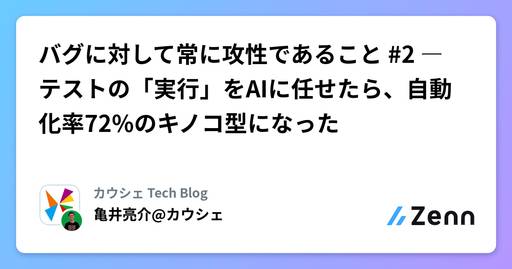 バグに対して常に攻性であること #2 —
テストの「実行」をAIに任せたら、自動
化率72%のキノコ型になった
カウシェ Tech Blog
亀井亮介@カウシェ
Zenn